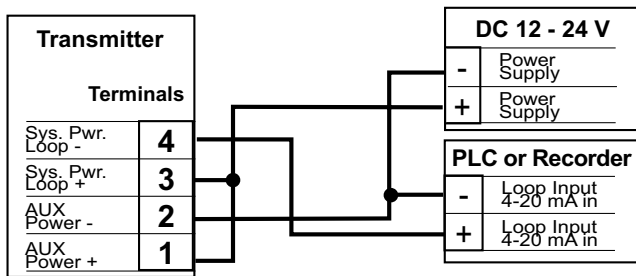 Transmitter
Terminals
Sys. Pwr.
Loop -
4
Sys. Pwr.
Loop +
3
AUX
Power -
2
AUX
Power +
1
DC 12 - 24 V
-
Power
Supply
+
Power
Supply
PLC or Recorder
-
Loop Input
4-20 mA in
+
Loop Input
4-20 mA in